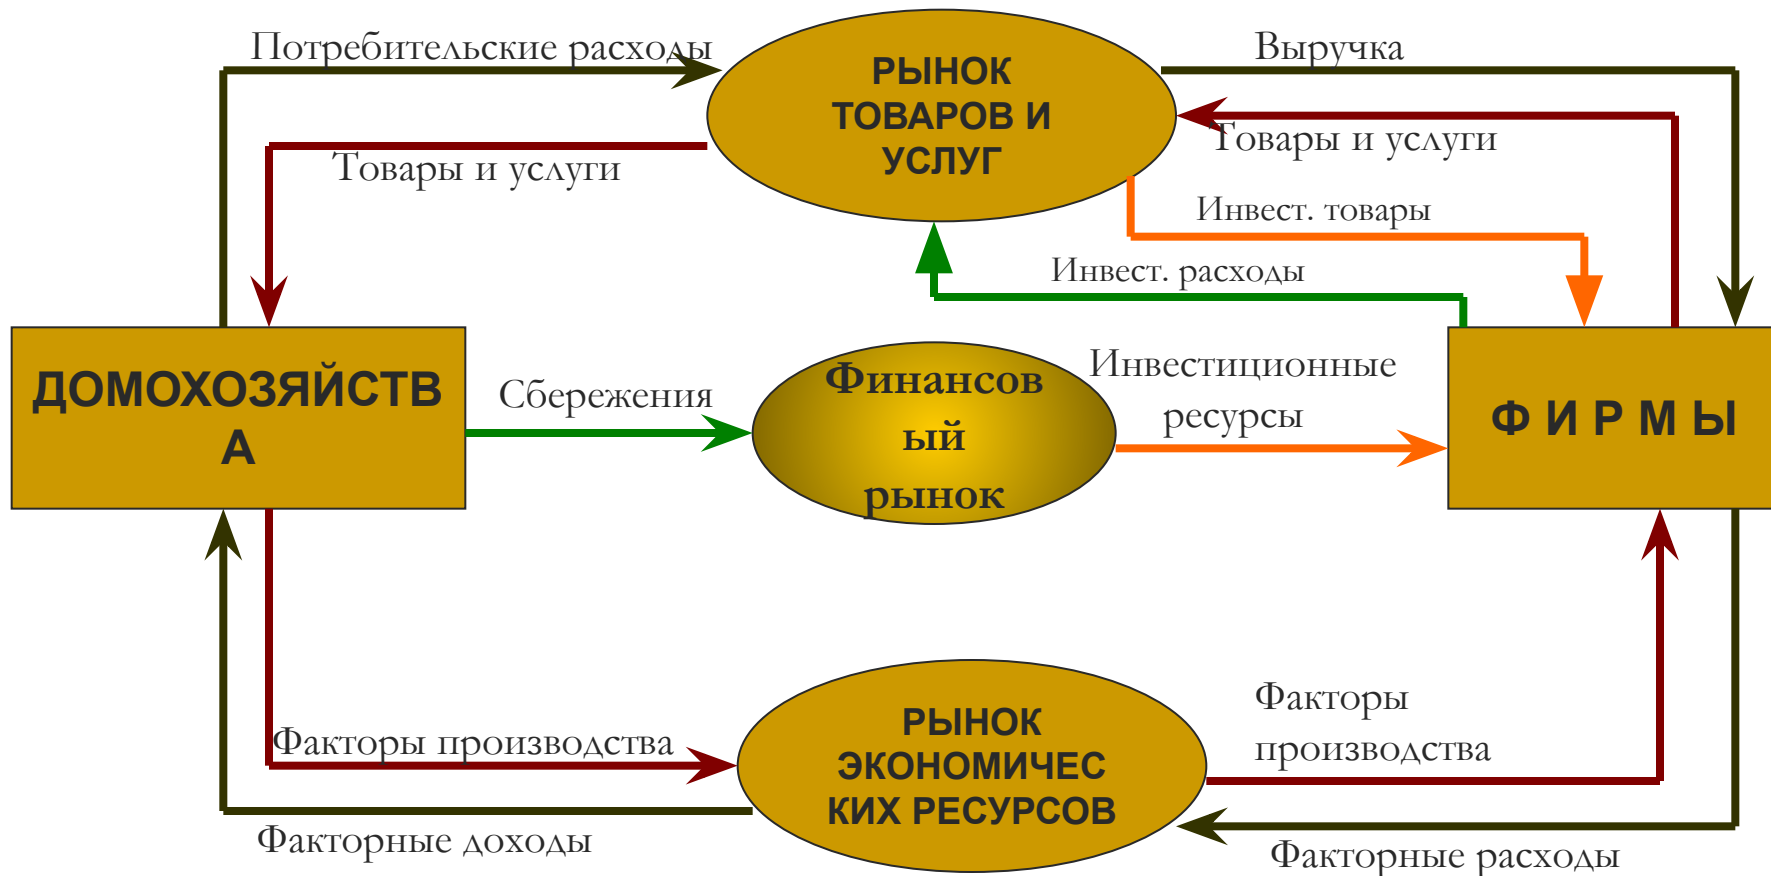 Потребительские расходы
Выручка
РЫНОК
ТОВАРОВ И
УСЛУГ
Товары и услуги
Товары и услуги
Инвест. товары
Инвест. расходы
ДОМОХОЗЯЙСТВ
А
Сбережения
Финансов
ый
рынок
Инвестиционные
ресурсы
Ф И Р М Ы
Факторы производства
РЫНОК
ЭКОНОМИЧЕС
КИХ РЕСУРСОВ
Факторы
производства
Факторные доходы
Факторные расходы